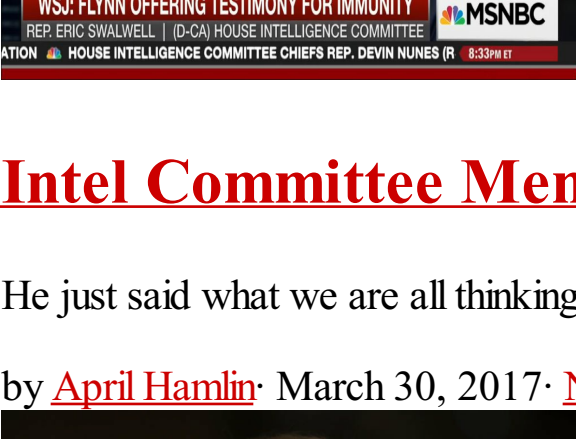 WSJ: FLYNN OFFERING TESTIMONY FOR IMMUNITY
MSNBC
REP. ERIC SWALWELL | (D-CA) HOUSE INTELLIGENCE COMMITTEE
ATION HOUSE INTELLIGENCE COMMITTEE CHIEFS REP. DEVIN NUNES (R 8:33PM ET
Intel Committee Mem
He just said what we are all thinking
by April Hamlin· March 30, 2017· N